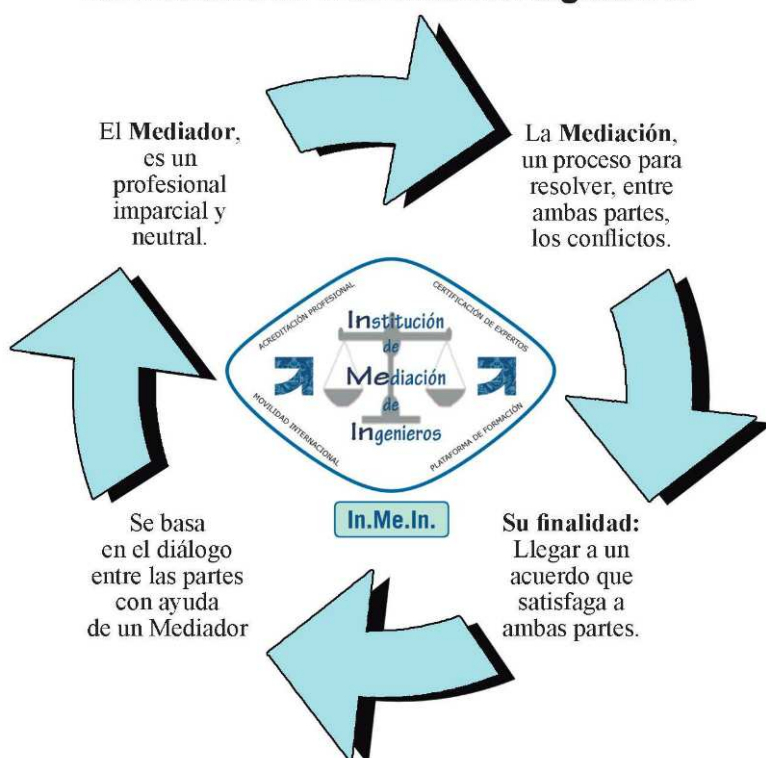 El Mediador,
es un
profesional
imparcial y
neutral.
La Mediación,
un proceso para
resolver, entre
ambas partes,
los conflictos.
ACREDITACIÓN PROFESIONAL
CERTIFICACIÓN DE EXPERTOS
Institución
de
Mediación
de
Ingenieros
MOVILIDAD INTERNACIONAL
PLATAFORMA DE FORMACIÓN
In.Me.In.
Su finalidad:
Llegar a un
acuerdo que
satisfaga a
ambas partes.
Se basa
en el diálogo
entre las partes
con ayuda
de un Mediador